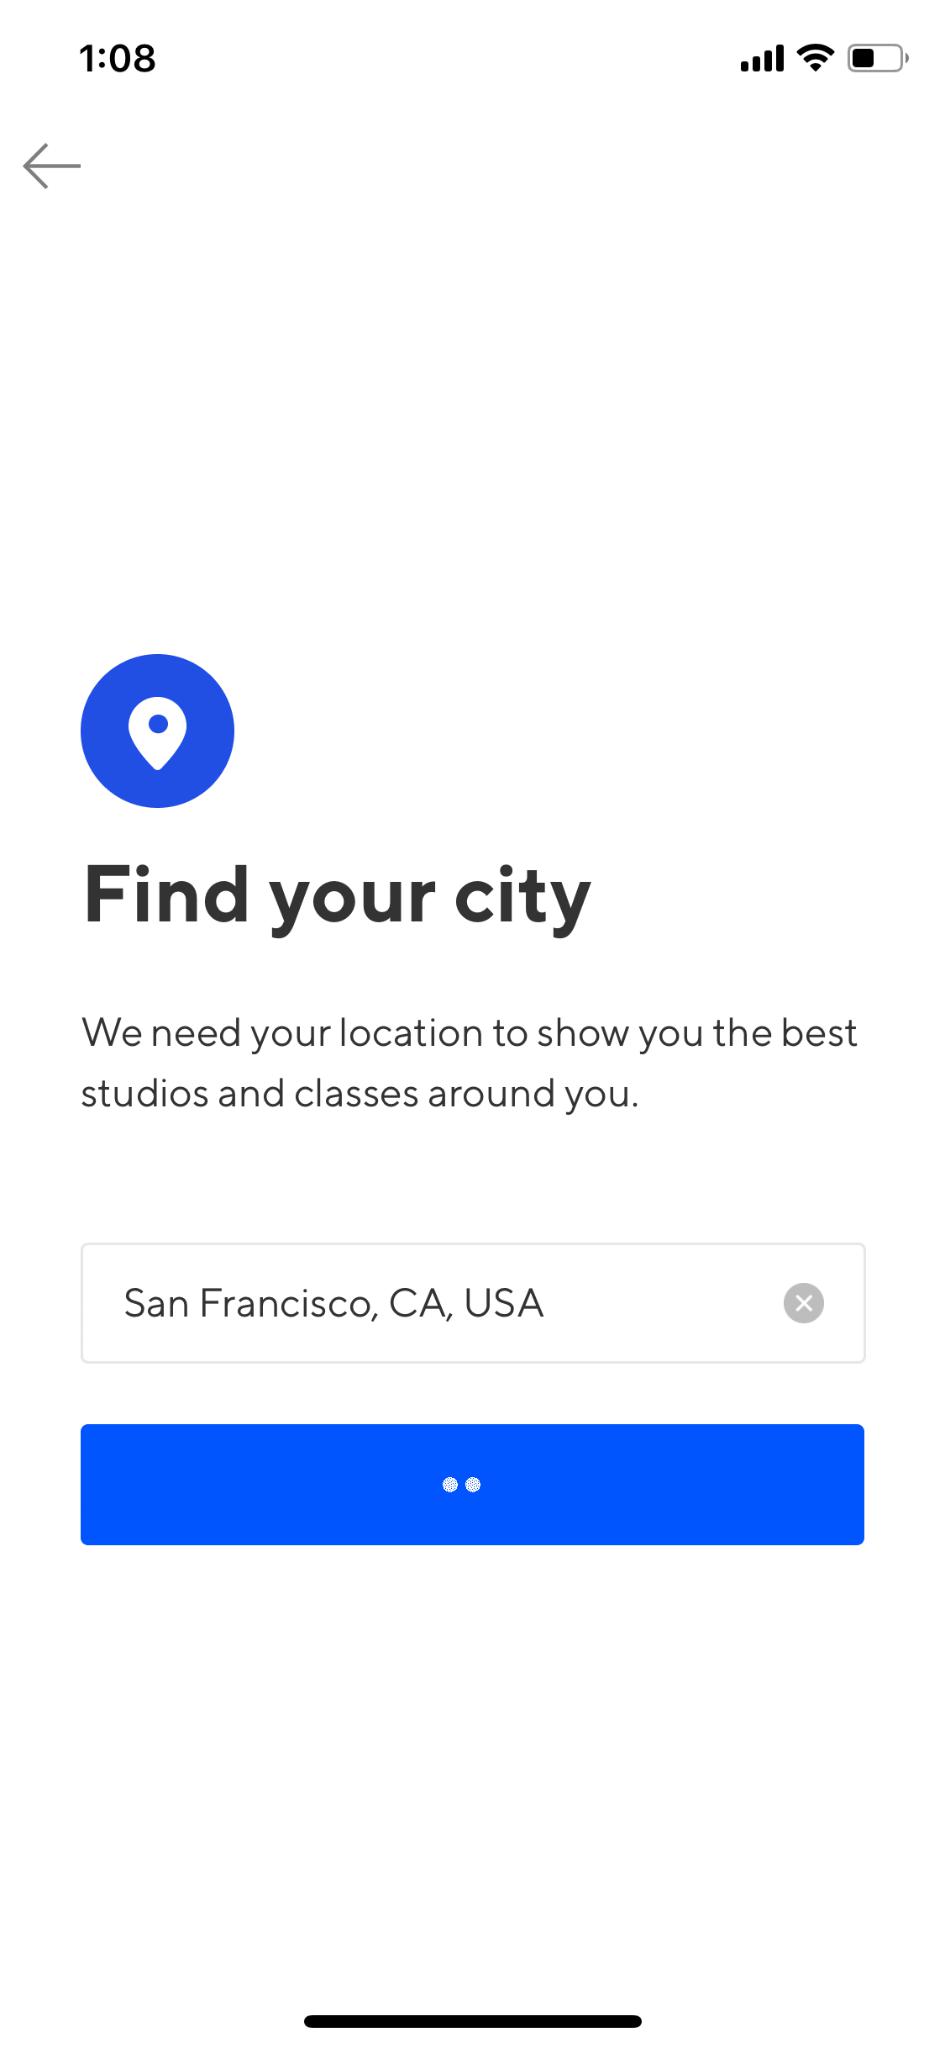 1:08
Find your city
We need your location to show you the best
studios and classes around you.
San Francisco, CA, USA